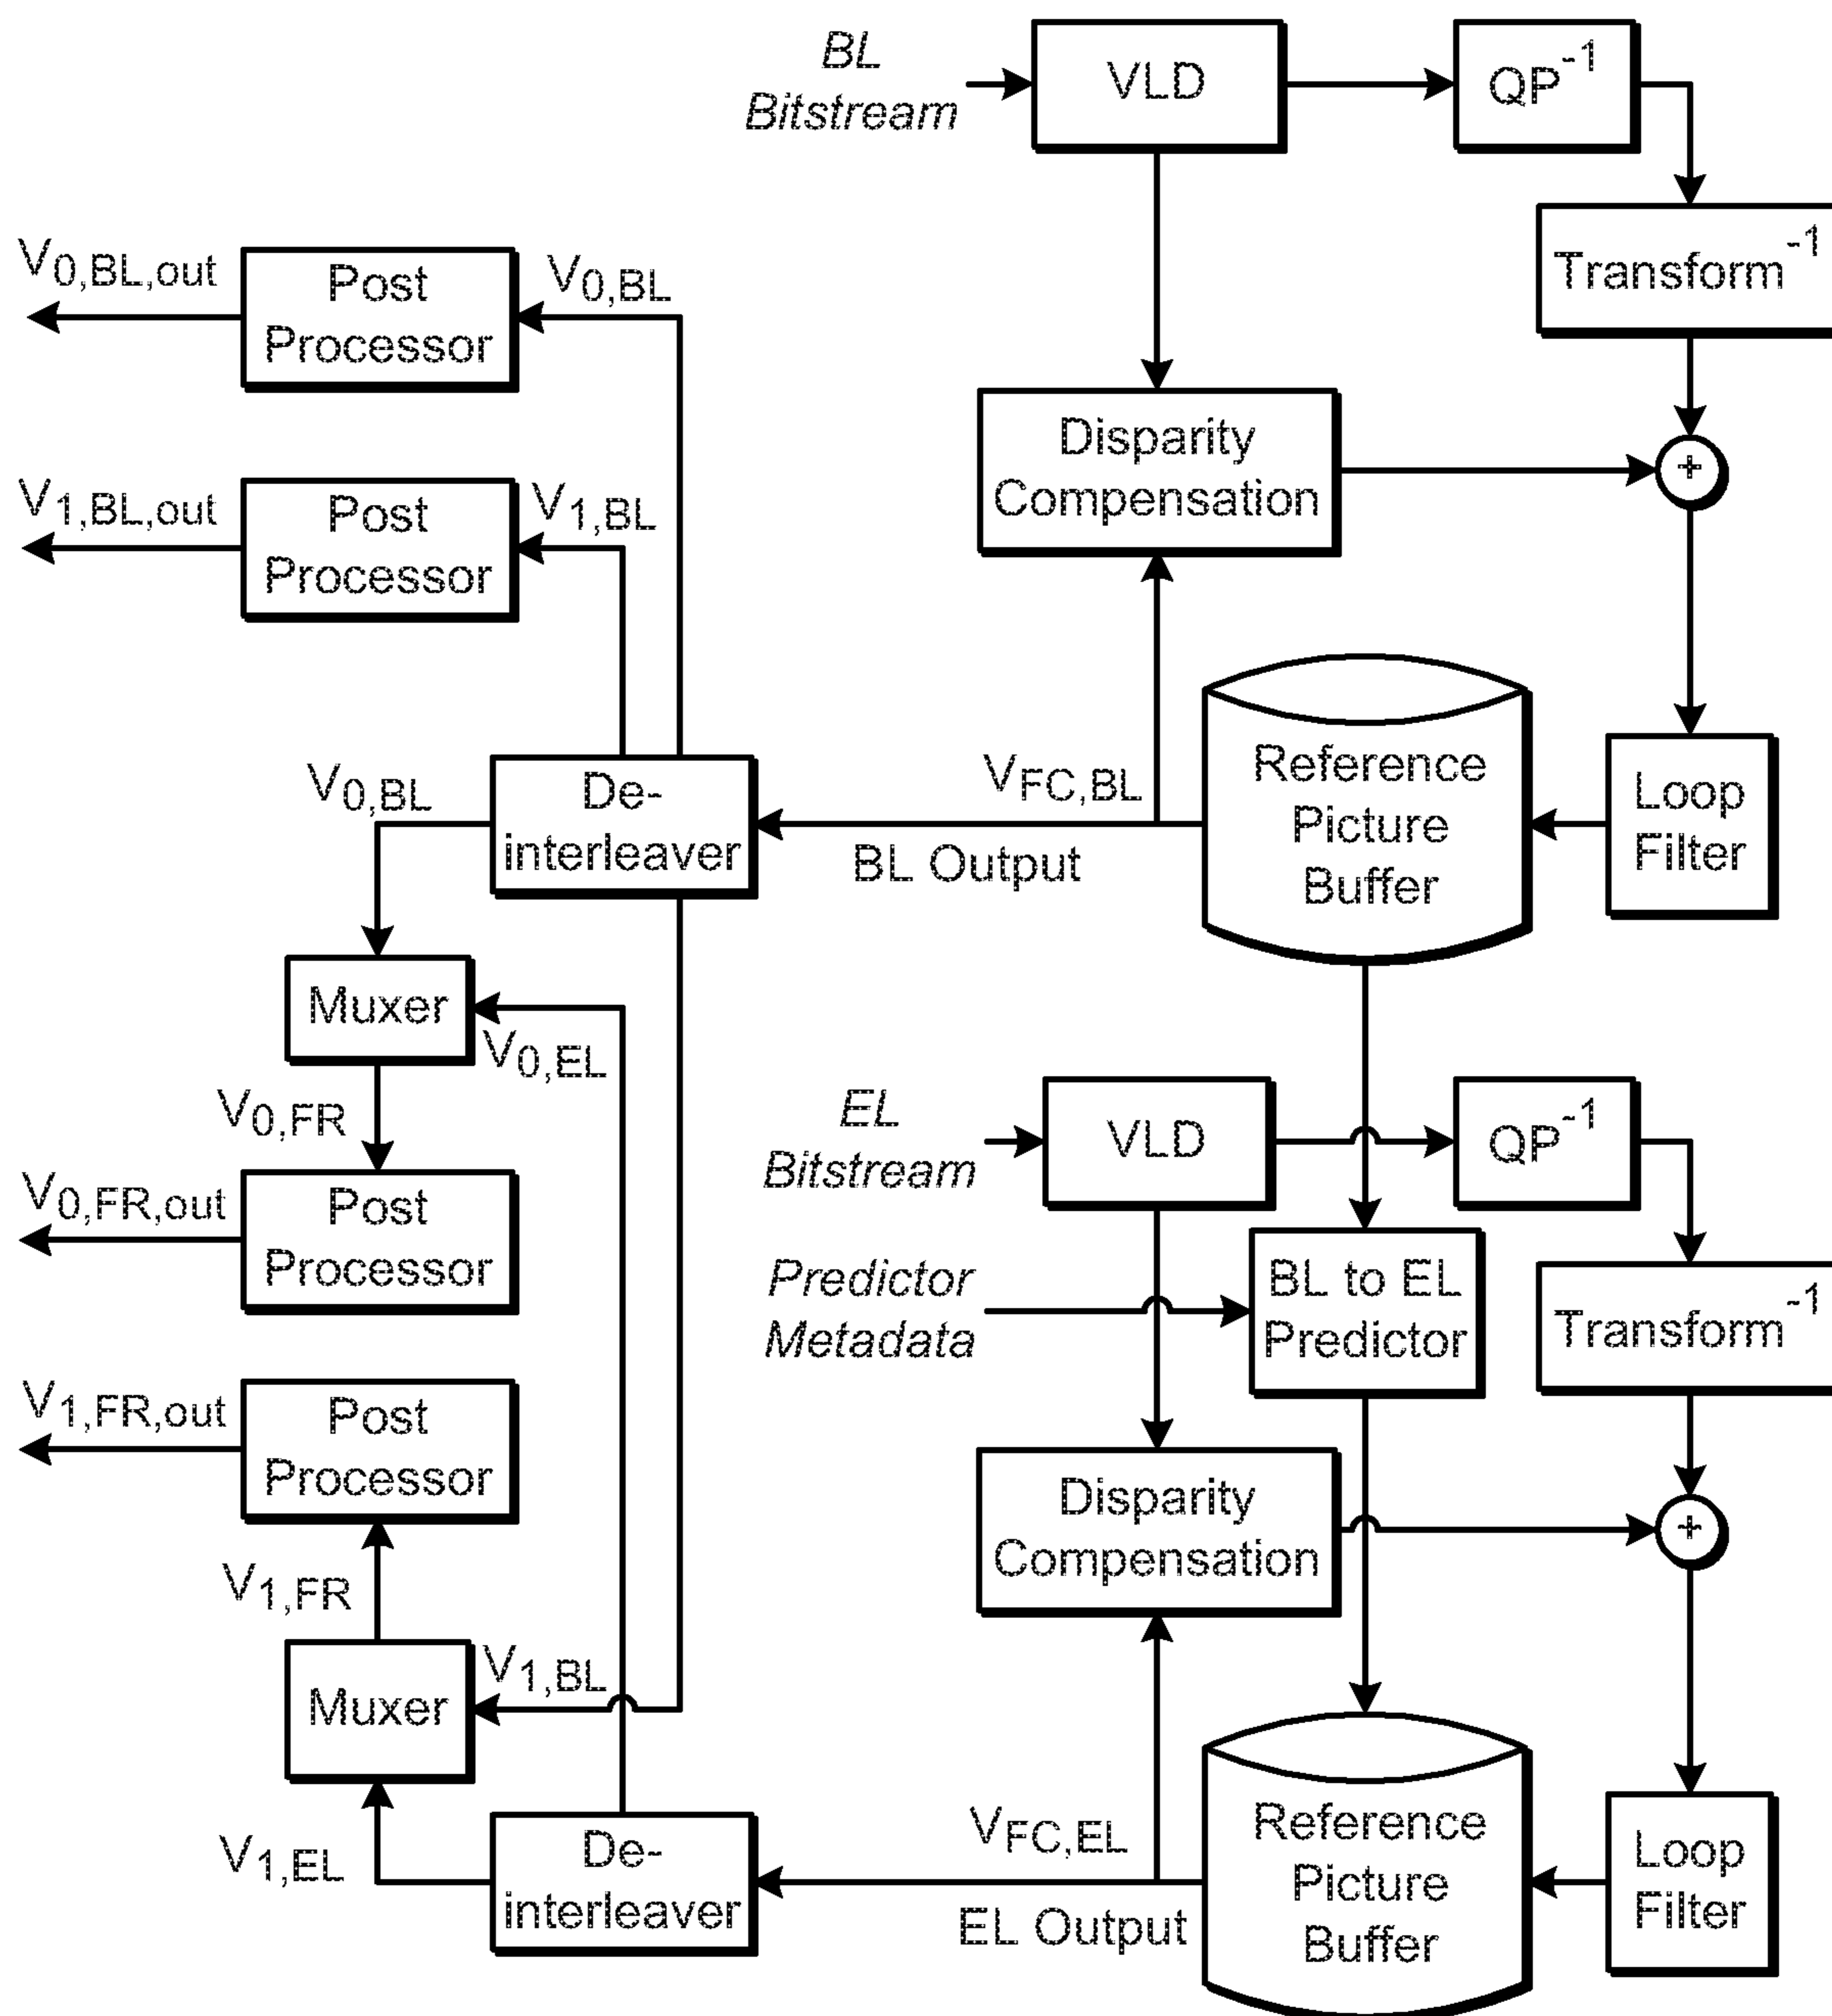 BL
Bitstream
VLD
QP⁻¹
Transform⁻¹
V0,BL,out
Post
Processor
V0,BL
V1,BL,out
Post
Processor
V1,BL
Disparity
Compensation
+
V0,BL
De-
interleaver
VFC,BL
BL Output
Reference
Picture
Buffer
Loop
Filter
Muxer
V0,EL
V0,FR
EL
Bitstream
VLD
QP⁻¹
V0,FR,out
Post
Processor
Predictor
Metadata
BL to EL
Predictor
Transform⁻¹
V1,FR,out
Post
Processor
Disparity
Compensation
+
V1,FR
Muxer
V1,BL
V1,EL
De-
interleaver
VFC,EL
EL Output
Reference
Picture
Buffer
Loop
Filter